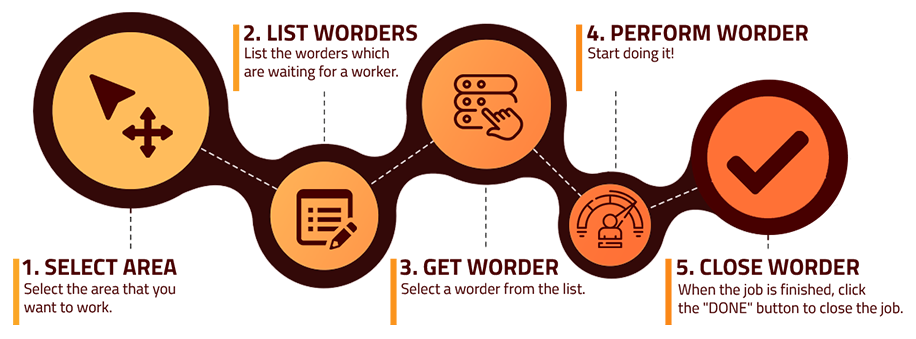 1. SELECT AREA
Select the area that you
want to work.
2. LIST WORDERS
List the worders which
are waiting for a worker.
3. GET WORDER
Select a worder from the list.
4. PERFORM WORDER
Start doing it!
5. CLOSE WORDER
When the job is finished, click
the "DONE" button to close the job.